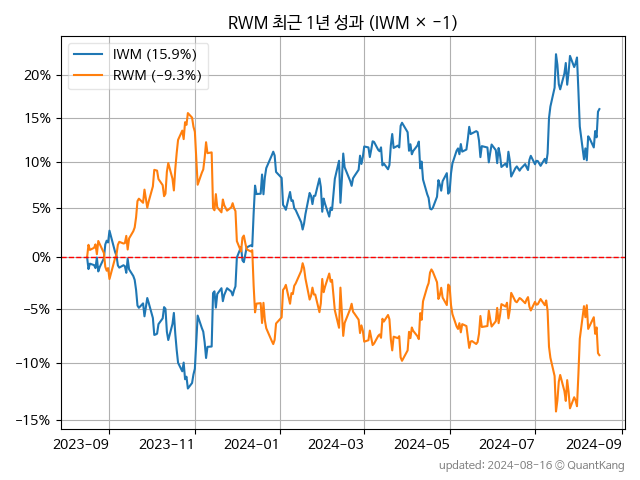 RWM 최근 1년 성과 (IWM × −1)
IWM (15.9%)
RWM (−9.3%)
20%
15%
10%
5%
0%
−5%
−10%
−15%
2023-09 2023-11 2024-01 2024-03 2024-05 2024-07 2024-09
updated: 2024-08-16 © QuantKang